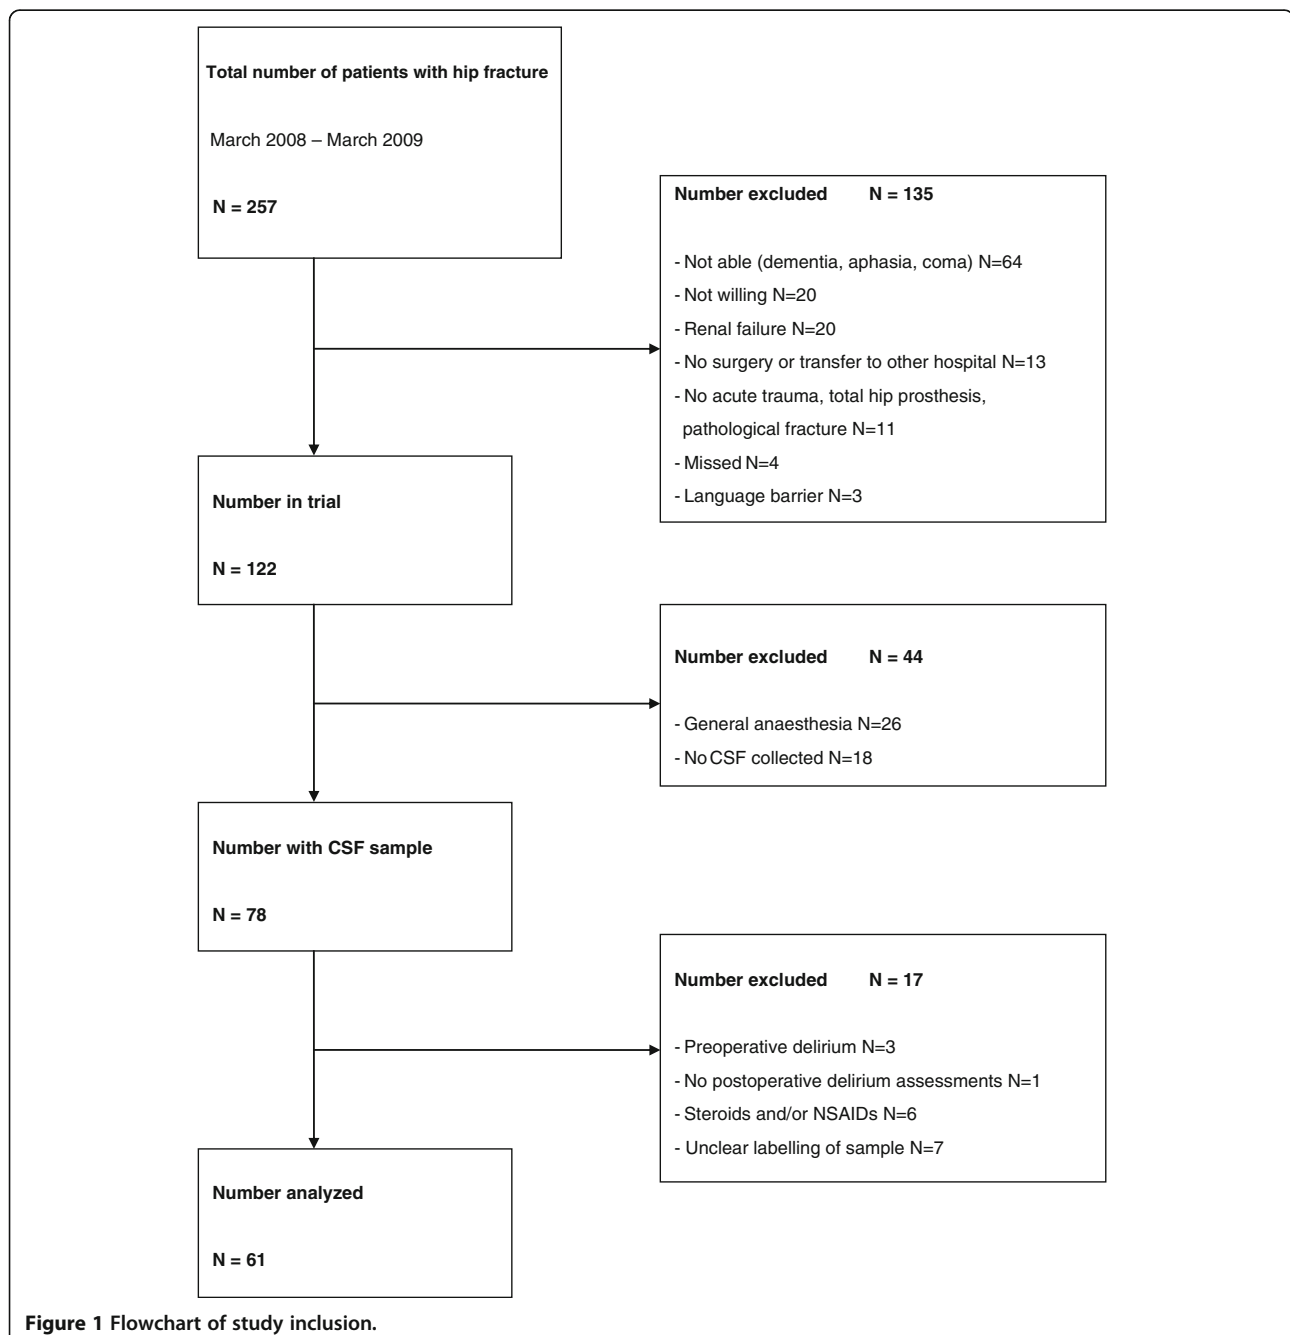 Total number of patients with hip fracture
March 2008 – March 2009
N = 257
Number excluded N = 135
- Not able (dementia, aphasia, coma) N=64
- Not willing N=20
- Renal failure N=20
- No surgery or transfer to other hospital N=13
- No acute trauma, total hip prosthesis,
pathological fracture N=11
- Missed N=4
- Language barrier N=3
Number in trial
N = 122
Number excluded N = 44
- General anaesthesia N=26
- No CSF collected N=18
Number with CSF sample
N = 78
Number excluded N = 17
- Preoperative delirium N=3
- No postoperative delirium assessments N=1
- Steroids and/or NSAIDs N=6
- Unclear labelling of sample N=7
Number analyzed
N = 61
Figure 1 Flowchart of study inclusion.